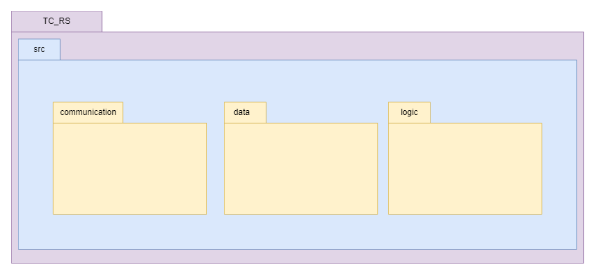 TC_RS
src
communication
data
logic